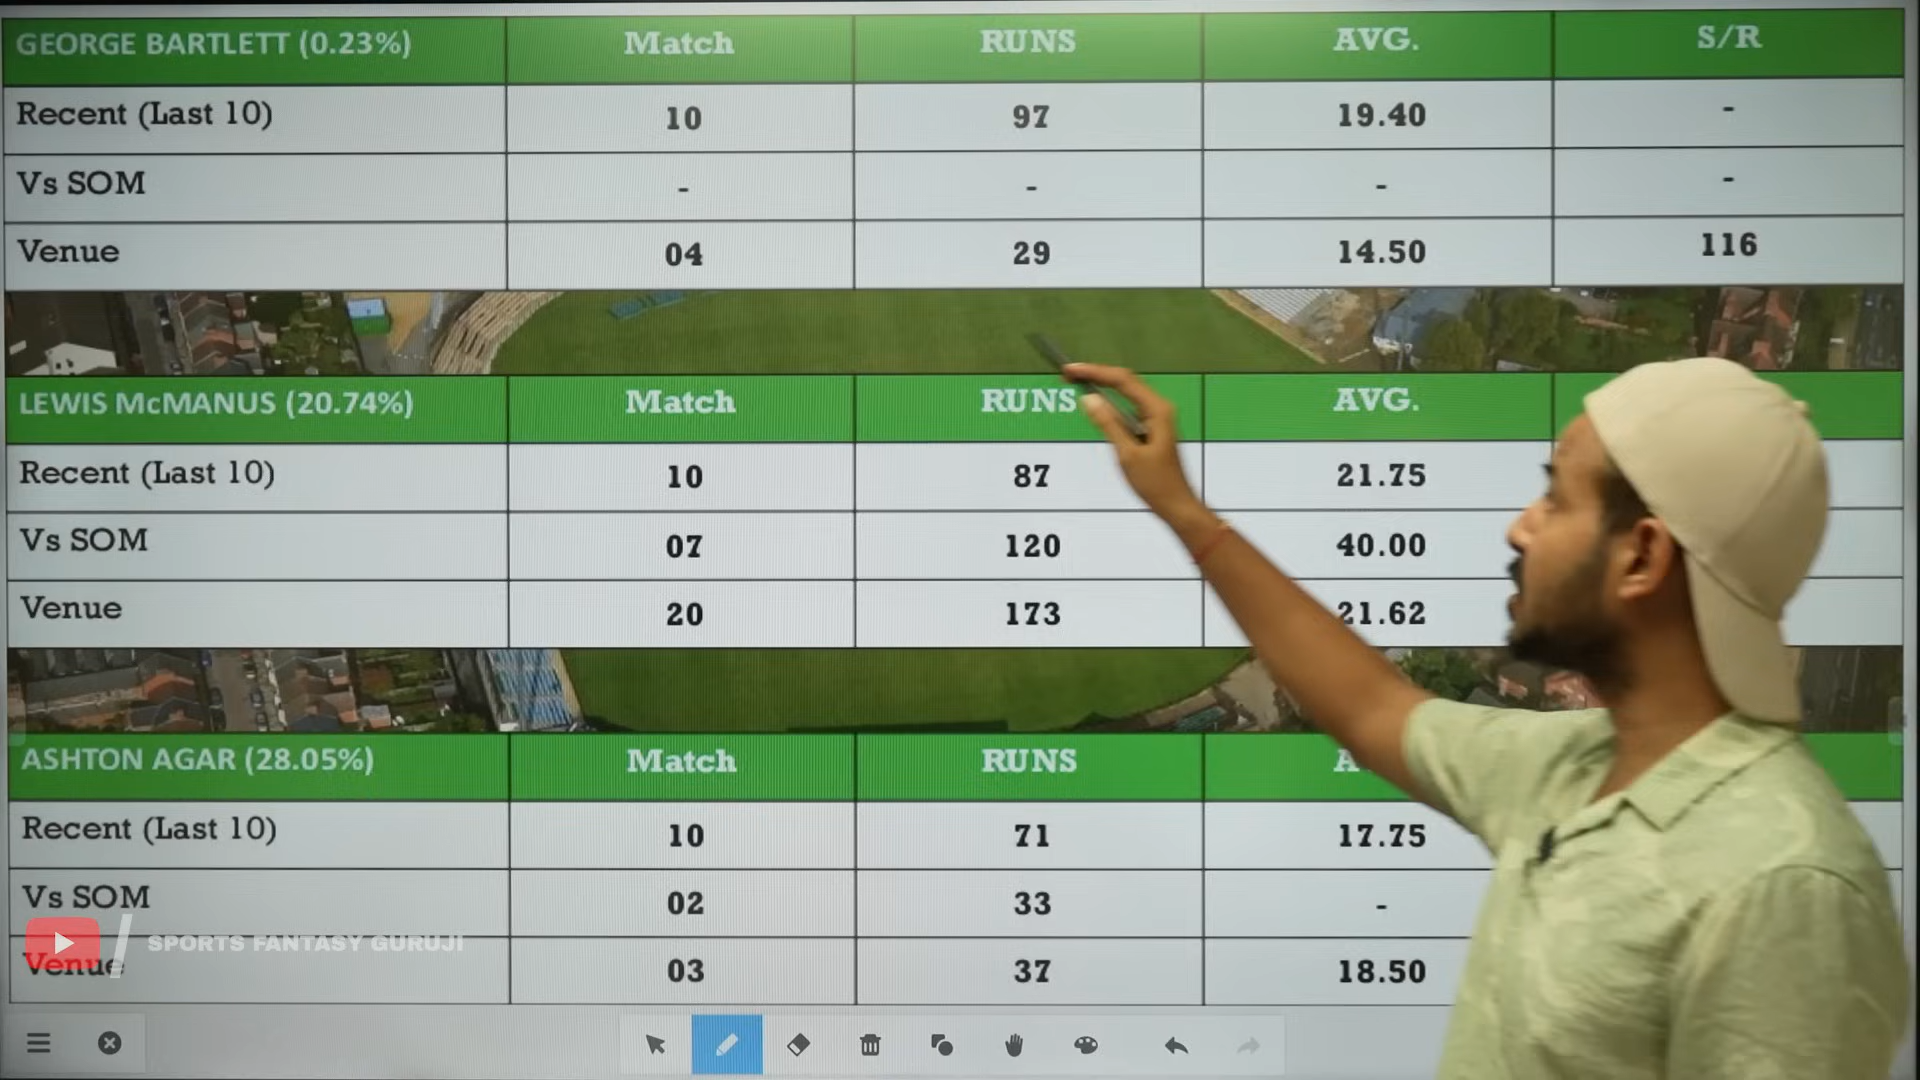 GEORGE BARTLETT (0.23%) Match RUNS AVG. S/R
Recent (Last 10) 10 97 19.40 -
Vs SOM - - - -
Venue 04 29 14.50 116
LEWIS McMANUS (20.74%) Match RUNS AVG.
Recent (Last 10) 10 87 21.75
Vs SOM 07 120 40.00
Venue 20 173 21.62
ASHTON AGAR (28.05%) Match RUNS
Recent (Last 10) 10 71 17.75
Vs SOM 02 33 -
Venue 03 37 18.50
SPORTS FANTASY GURUJI